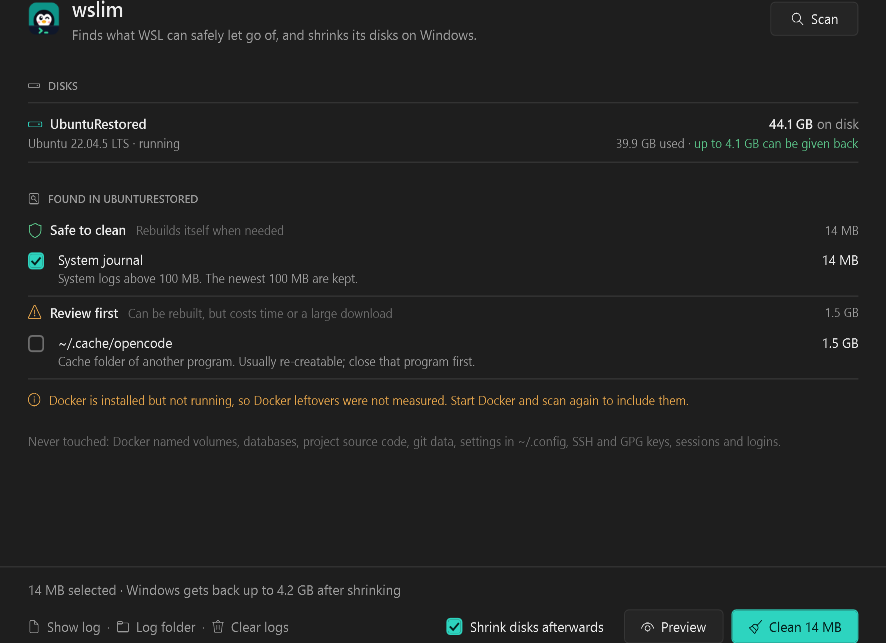 wslim
Finds what WSL can safely let go of, and shrinks its disks on Windows.
Scan
DISKS
UbuntuRestored
44.1 GB on disk
Ubuntu 22.04.5 LTS · running
39.9 GB used · up to 4.1 GB can be given back
FOUND IN UBUNTURESTORED
Safe to clean Rebuilds itself when needed
14 MB
System journal
14 MB
System logs above 100 MB. The newest 100 MB are kept.
Review first Can be rebuilt, but costs time or a large download
1.5 GB
~/.cache/opencode
1.5 GB
Cache folder of another program. Usually re-creatable; close that program first.
Docker is installed but not running, so Docker leftovers were not measured. Start Docker and scan again to include them.
Never touched: Docker named volumes, databases, project source code, git data, settings in ~/.config, SSH and GPG keys, sessions and logins.
14 MB selected · Windows gets back up to 4.2 GB after shrinking
Show log · Log folder · Clear logs
Shrink disks afterwards
Preview
Clean 14 MB